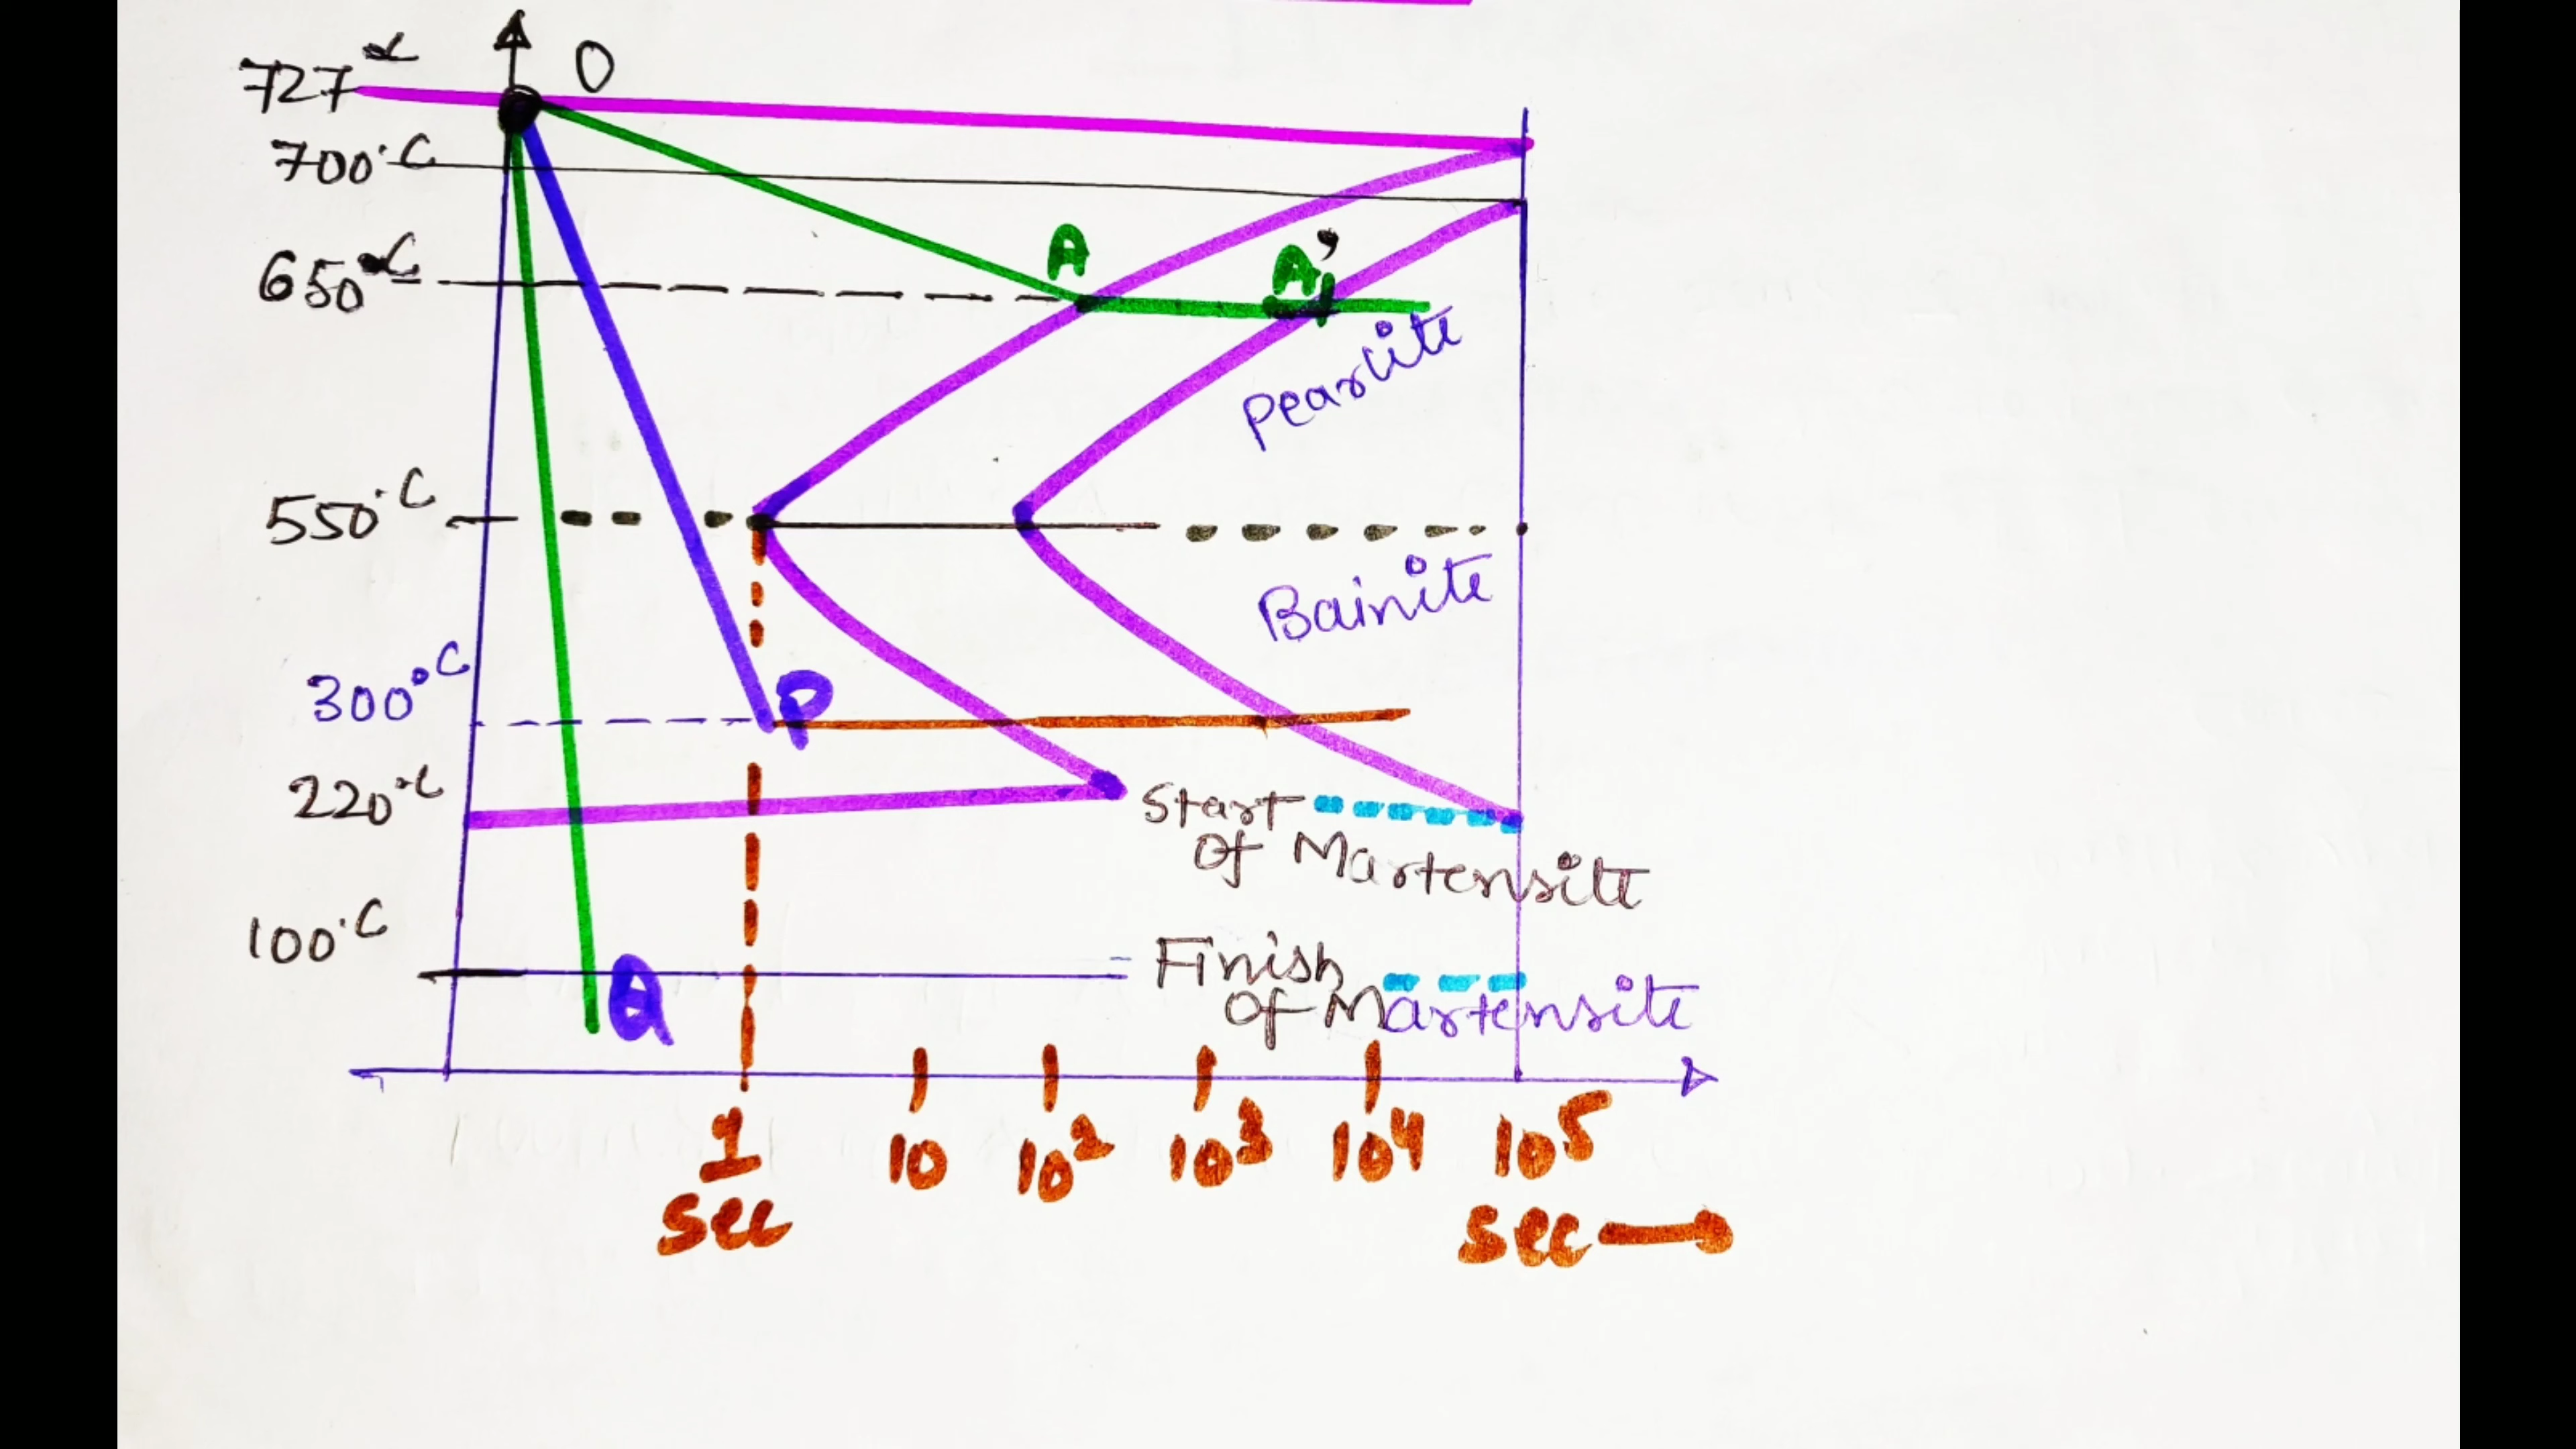 727°C
O
700°C
650°C
A
A'
Pearlite
550°C
Bainite
300°C
P
220°C
Start
Of Martensite
100°C
Finish
Of Martensite
Q
1
sec
10
10²
10³
10⁴
10⁵
sec